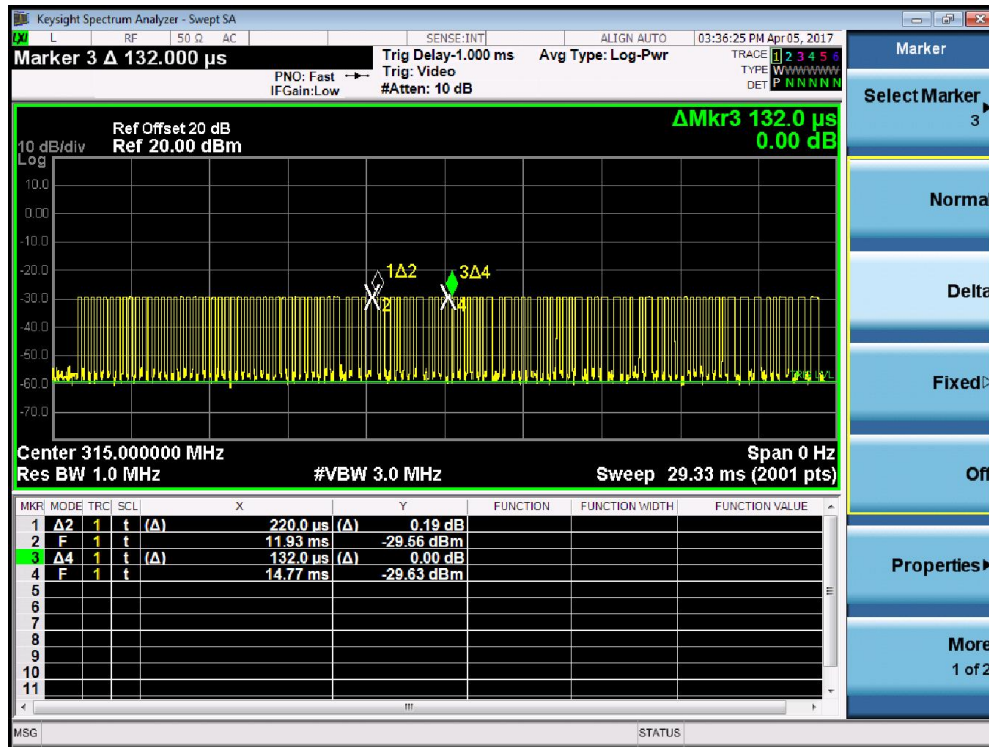 Keysight Spectrum Analyzer - Swept SA
LXI L RF 50 Ω AC SENSE:INT ALIGN AUTO 03:36:25 PM Apr 05, 2017
Marker 3 Δ 132.000 µs
Trig Delay-1.000 ms Avg Type: Log-Pwr
TRACE 1 2 3 4 5 6
PNO: Fast Trig: Video
TYPE WWWWWW
IFGain:Low #Atten: 10 dB
DET P N N N N N
Marker
Select Marker
3
Normal
Delta
Fixed
Off
Properties
More
1 of 2
ΔMkr3 132.0 µs
0.00 dB
Ref Offset 20 dB
10 dB/div Ref 20.00 dBm
Log
10.0
0.00
-10.0
-20.0
-30.0
-40.0
-50.0
-60.0
-70.0
1Δ2
3Δ4
2
4
TRIG LVL
Center 315.000000 MHz Span 0 Hz
Res BW 1.0 MHz #VBW 3.0 MHz Sweep 29.33 ms (2001 pts)
MKR MODE TRC SCL X Y FUNCTION FUNCTION WIDTH FUNCTION VALUE
1 Δ2 1 t (Δ) 220.0 µs (Δ) 0.19 dB
2 F 1 t 11.93 ms -29.66 dBm
3 Δ4 1 t (Δ) 132.0 µs (Δ) 0.00 dB
4 F 1 t 14.77 ms -29.63 dBm
5
6
7
8
9
10
11
MSG STATUS